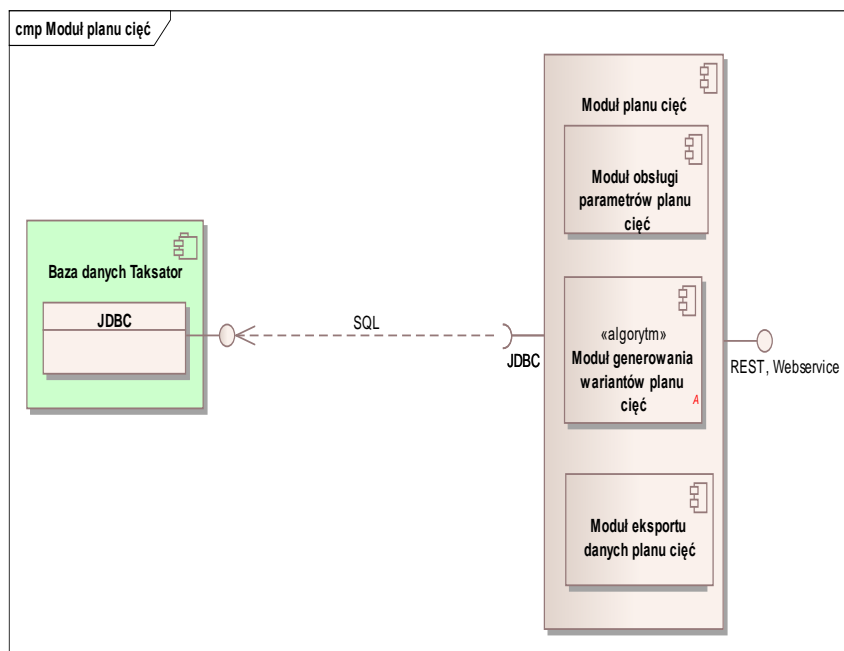 cmp Moduł planu cięć
Moduł planu cięć
Moduł obsługi
parametrów planu
cięć
Baza danych Taksator
JDBC
SQL
JDBC
«algorytm»
Moduł generowania
wariantów planu
cięć
A
REST, Webservice
Moduł eksportu
danych planu cięć